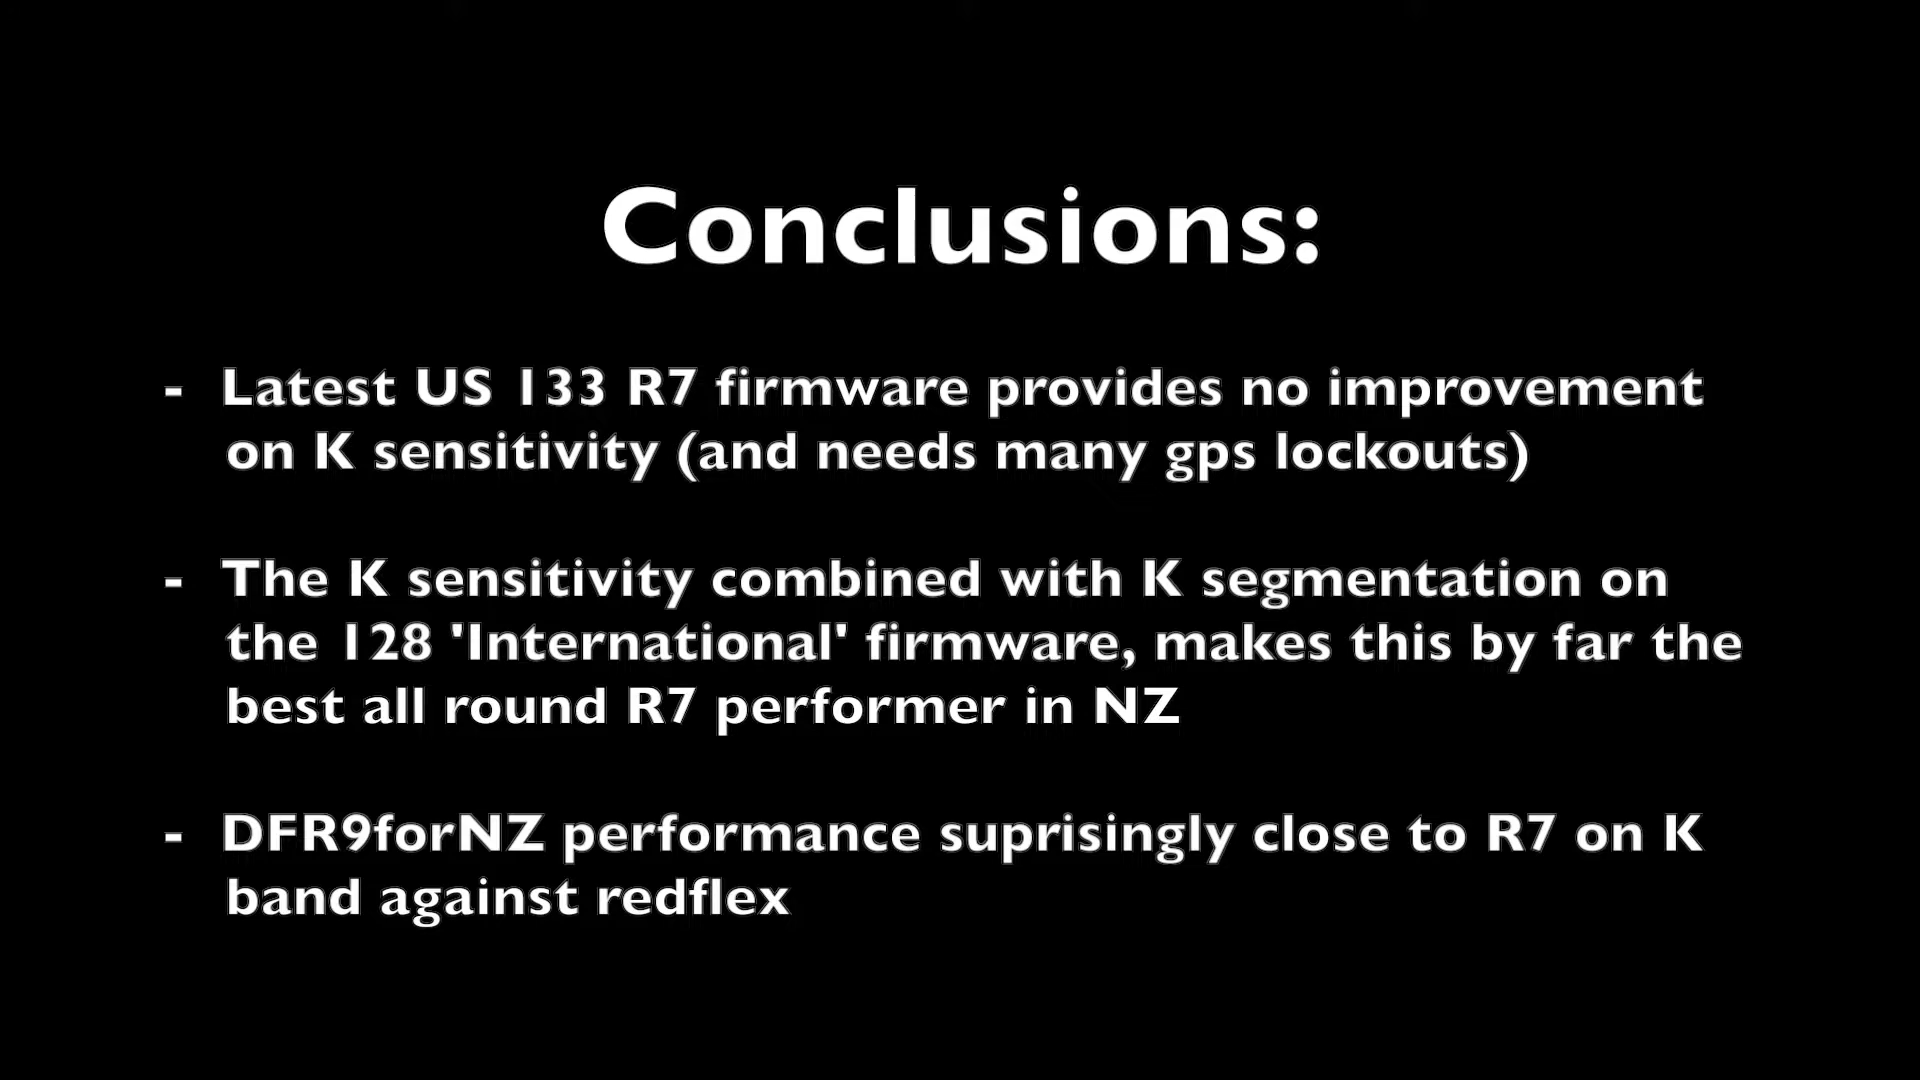 Conclusions:
- Latest US 133 R7 firmware provides no improvement
on K sensitivity (and needs many gps lockouts)
- The K sensitivity combined with K segmentation on
the 128 'International' firmware, makes this by far the
best all round R7 performer in NZ
- DFR9forNZ performance suprisingly close to R7 on K
band against redflex